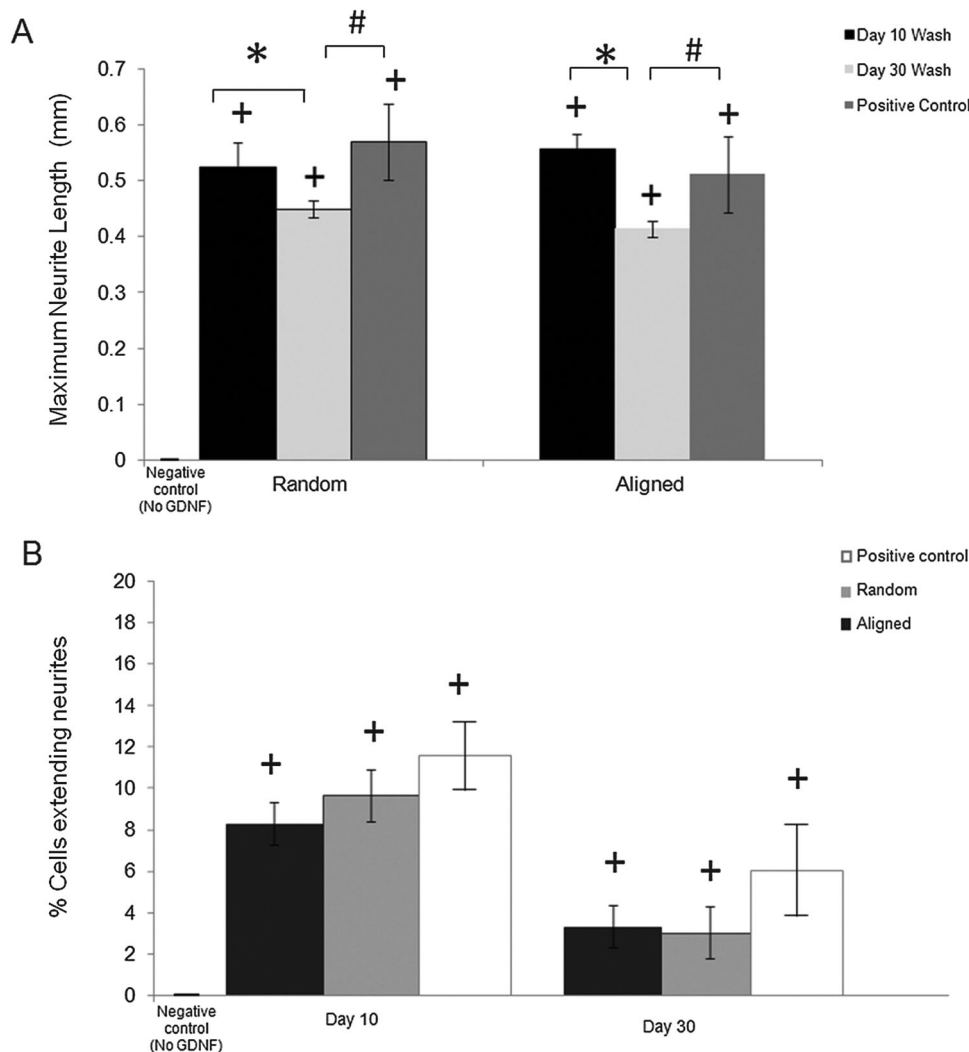 A
Day 10 Wash
Day 30 Wash
Positive Control
Maximum Neurite Length (mm)
0.7
0.6
0.5
0.4
0.3
0.2
0.1
0
*
#
+
+
+
*
#
+
+
+
Negative
control
(No GDNF)
Random
Aligned
B
Positive control
Random
Aligned
% Cells extending neurites
20
18
16
14
12
10
8
6
4
2
0
+
+
+
+
+
+
Negative
control
(No GDNF)
Day 10
Day 30